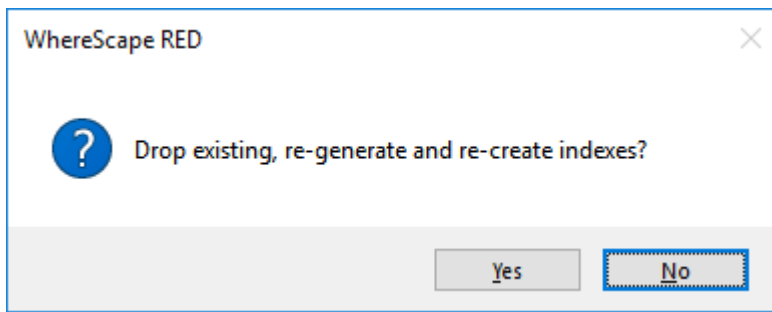 WhereScape RED
Drop existing, re-generate and re-create indexes?
Yes
No